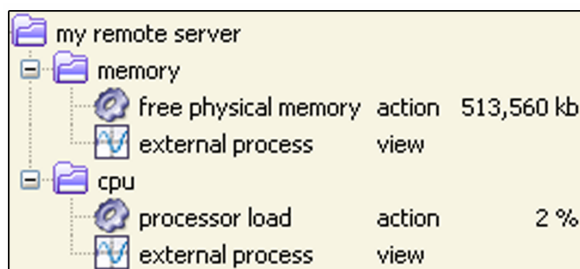 my remote server
memory
free physical memory action 513,560 kb
external process view
cpu
processor load action 2 %
external process view